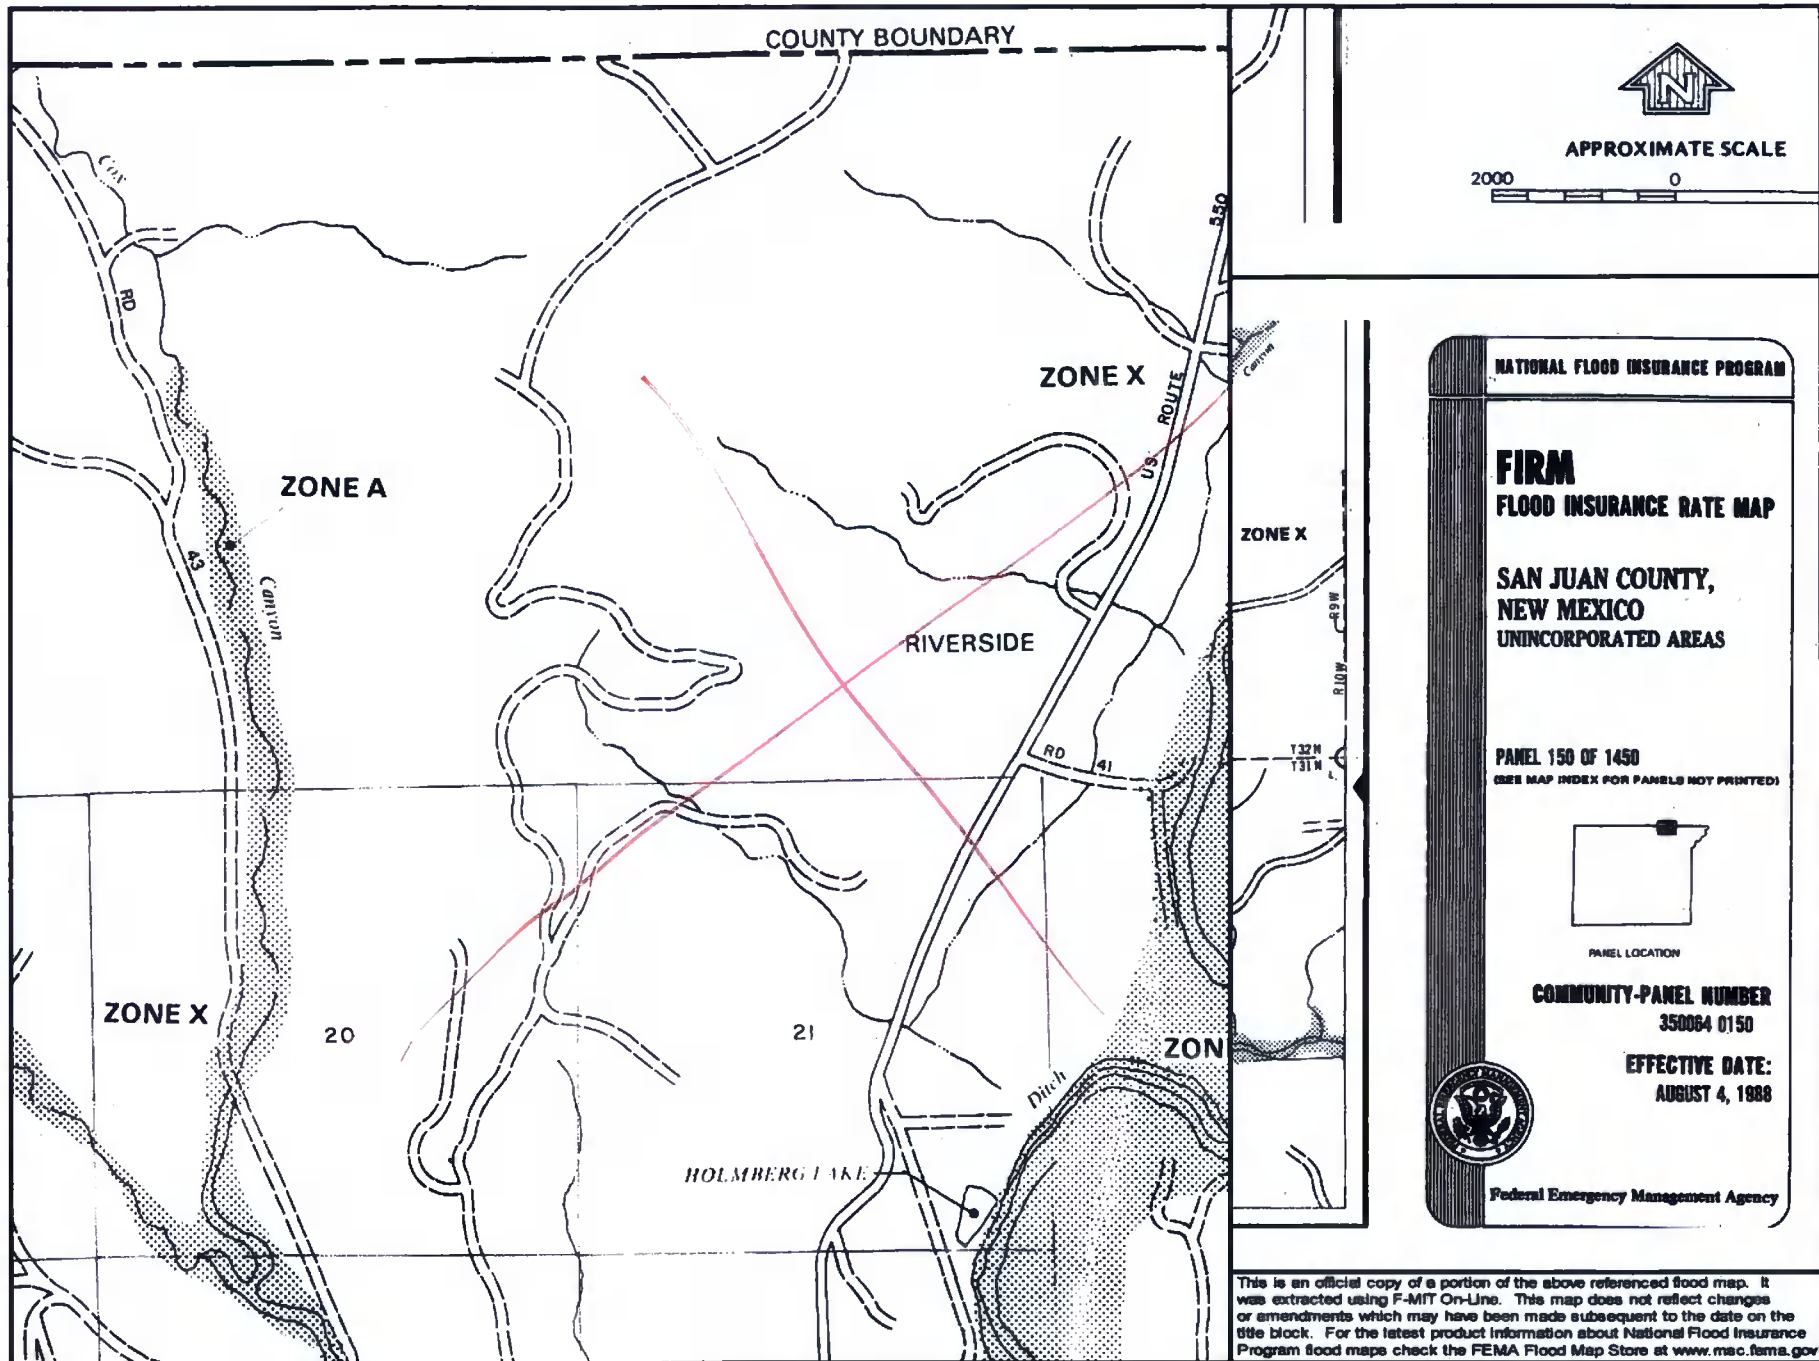 COUNTY BOUNDARY
APPROXIMATE SCALE
2000 0
Cox
550
RD
Canyon
ZONE X
US ROUTE
NATIONAL FLOOD INSURANCE PROGRAM
ZONE A
FIRM
FLOOD INSURANCE RATE MAP
ZONE X
43
Canyon
SAN JUAN COUNTY,
NEW MEXICO
UNINCORPORATED AREAS
R9W
R10W
RIVERSIDE
RD 41
T32N
T31N
PANEL 150 OF 1450
(SEE MAP INDEX FOR PANELS NOT PRINTED)
PANEL LOCATION
COMMUNITY-PANEL NUMBER
350064 0150
ZONE X
20
21
ZON
EFFECTIVE DATE:
AUGUST 4, 1988
Ditch
HOLMBERG LAKE
Federal Emergency Management Agency
This is an official copy of a portion of the above referenced flood map. It
was extracted using F-MIT On-Line. This map does not reflect changes
or amendments which may have been made subsequent to the date on the
title block. For the latest product information about National Flood Insurance
Program flood maps check the FEMA Flood Map Store at www.msc.fema.gov